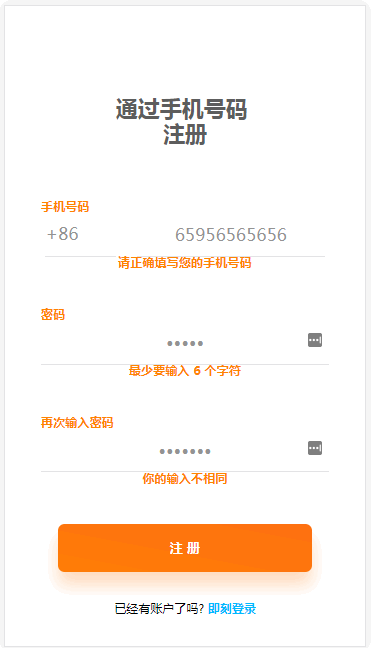 通过手机号码
注册
手机号码
+86 65956565656
请正确填写您的手机号码
密码
•••••
最少要输入 6 个字符
再次输入密码
•••••••
你的输入不相同
注 册
已经有账户了吗? 即刻登录